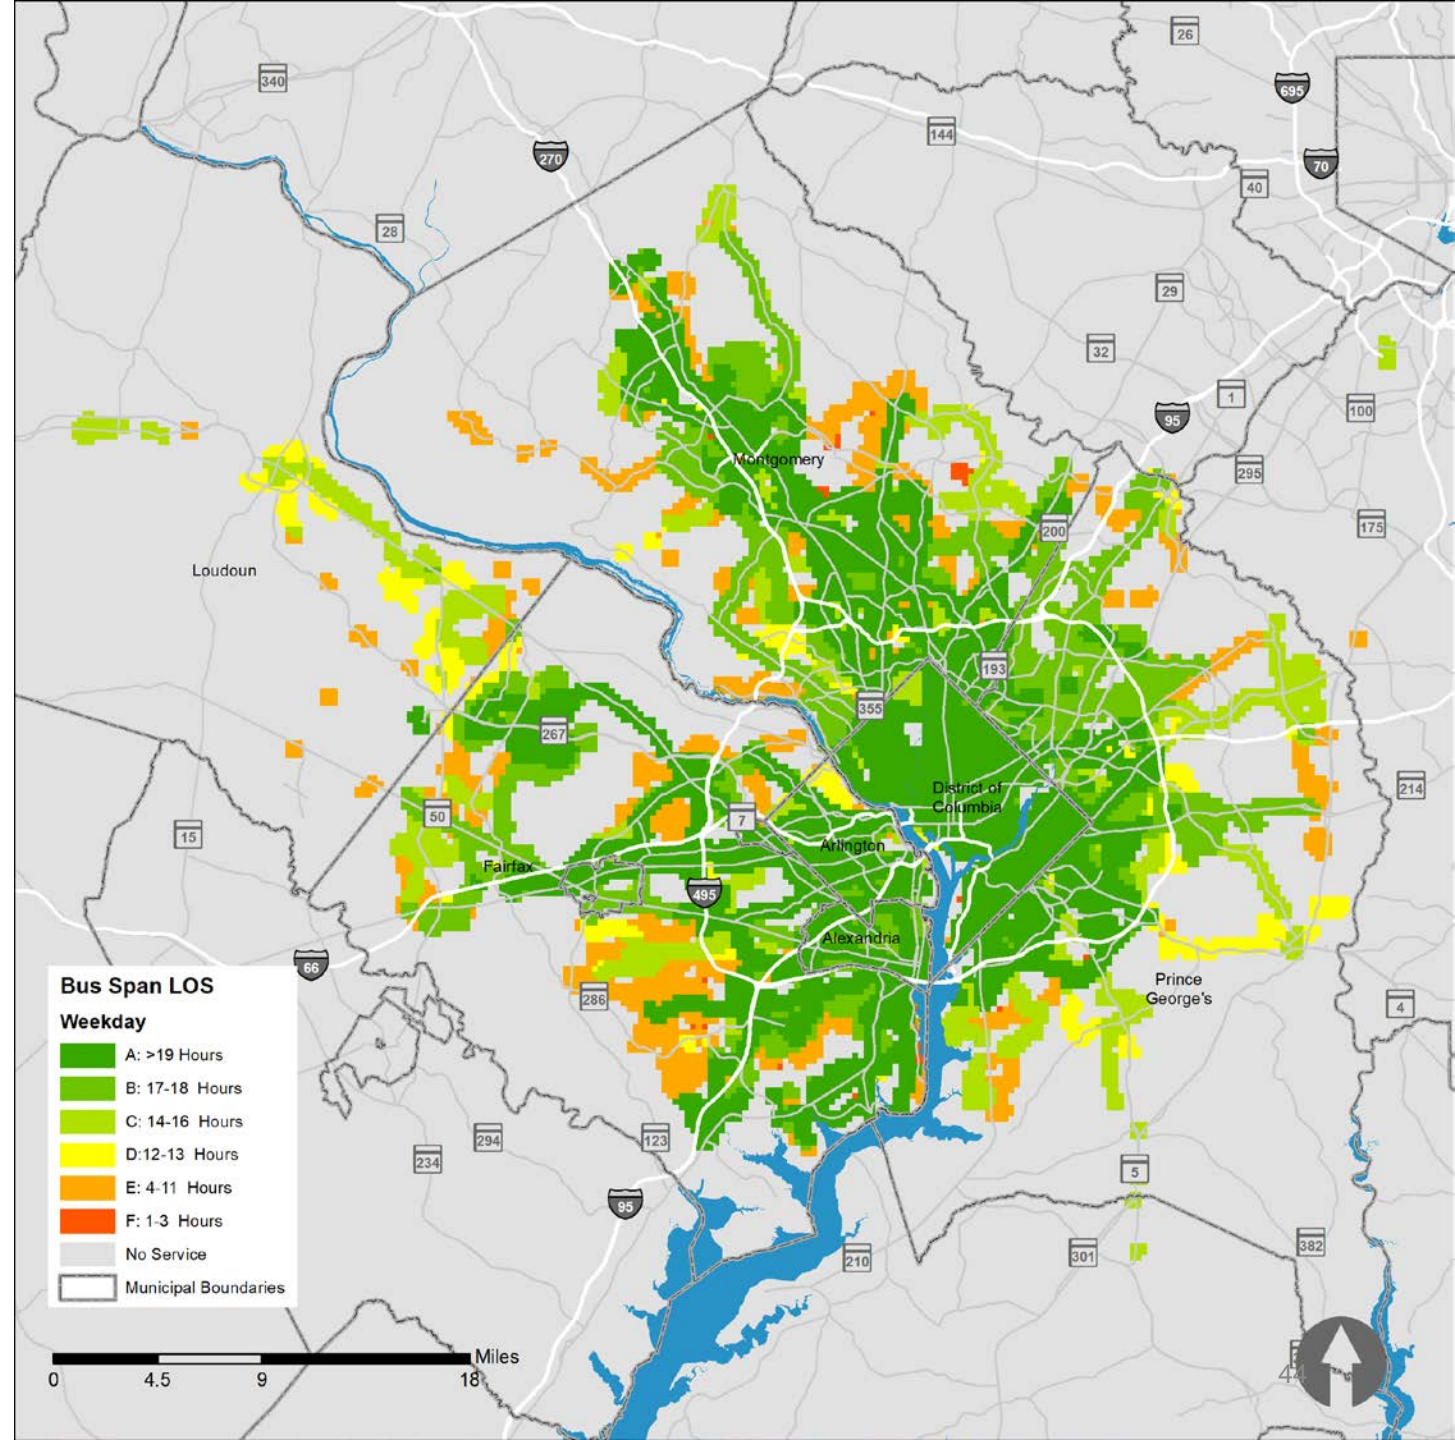 26
340
695
144
270
70
40
28
29
32
1
95
100
Montgomery
295
200
175
Loudoun
193
355
267
214
District of
Columbia
50
7
15
Arlington
Fairfax
495
Alexandria
66
Prince
George's
286
4
Bus Span LOS
Weekday
A: >19 Hours
B: 17-18 Hours
C: 14-16 Hours
D:12-13 Hours
E: 4-11 Hours
F: 1-3 Hours
No Service
Municipal Boundaries
294
123
234
5
95
210
301
382
Miles
0 4.5 9 18
44